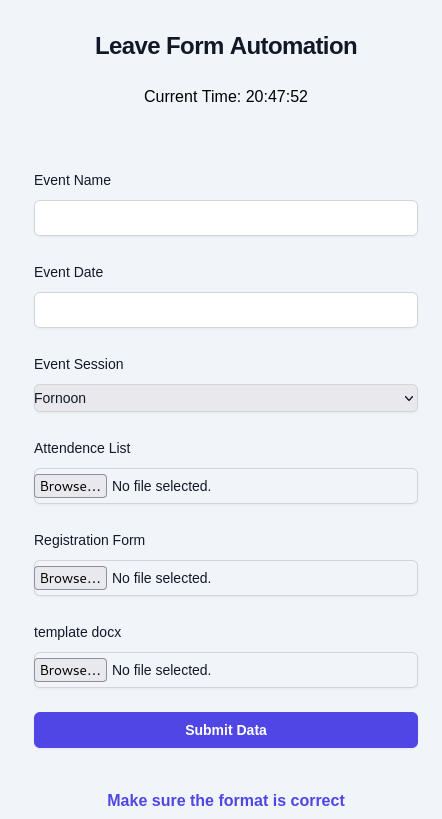 Leave Form Automation
Current Time: 20:47:52
Event Name
Event Date
Event Session
Fornoon
Attendence List
Browse... No file selected.
Registration Form
Browse... No file selected.
template docx
Browse... No file selected.
Submit Data
Make sure the format is correct